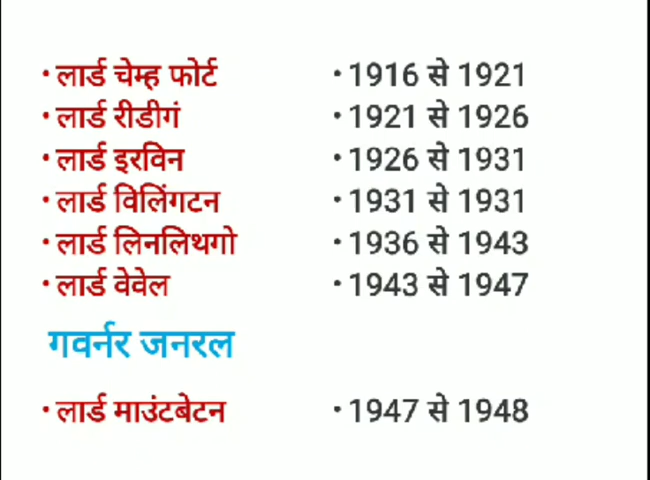 • लार्ड चेम्ह फोर्ट • 1916 से 1921
• लार्ड रीडीगं • 1921 से 1926
• लार्ड इरविन • 1926 से 1931
• लार्ड विलिंगटन • 1931 से 1931
• लार्ड लिनलिथगो • 1936 से 1943
• लार्ड वेवेल • 1943 से 1947
गवर्नर जनरल
• लार्ड माउंटबेटन • 1947 से 1948